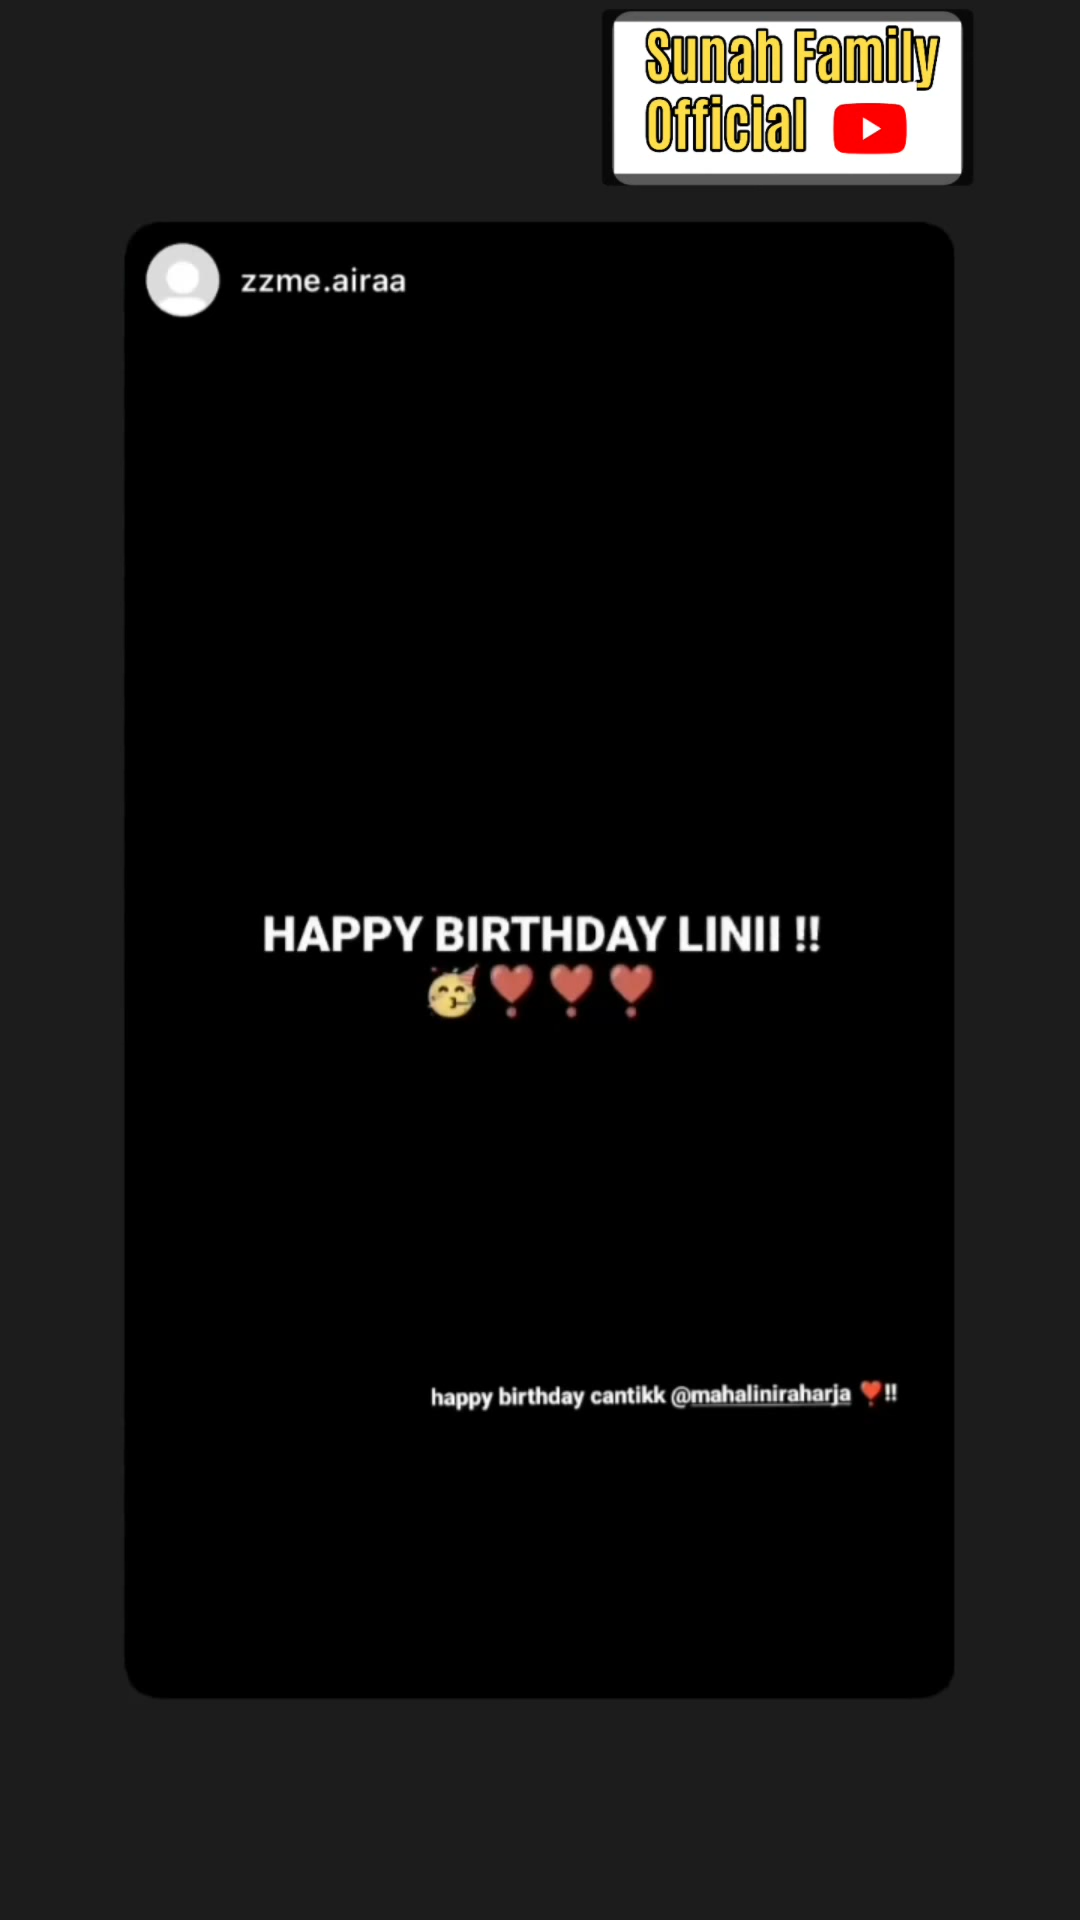 Sunah Family
Official
zzme.airaa
HAPPY BIRTHDAY LINII !!
🥳❣️❣️❣️
happy birthday cantikk @mahaliniraharja ❣️!!